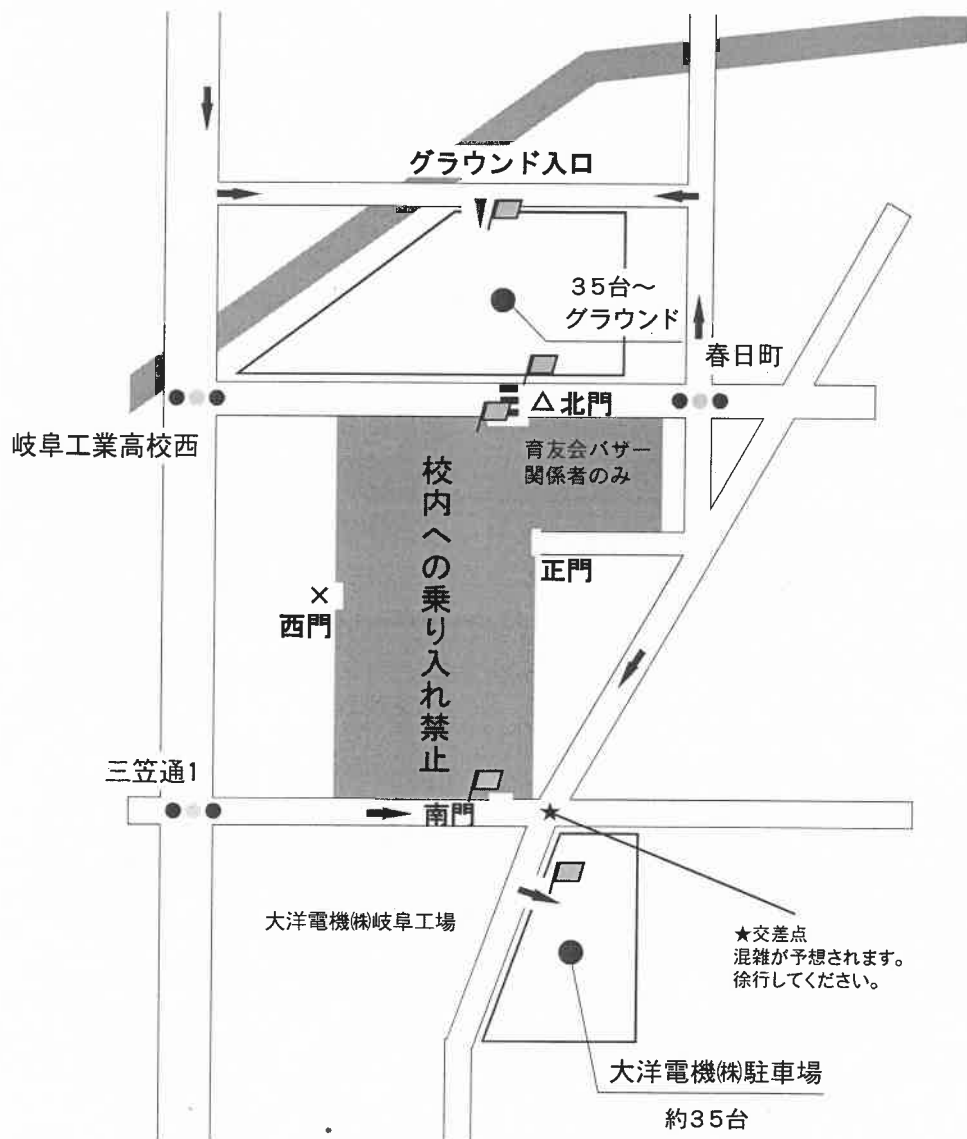 グラウンド入口
35台～
グラウンド
春日町
△北門
岐阜工業高校西
育友会バザー
関係者のみ
校内への乗り入れ禁止
正門
×
西門
三笠通1
南門
★
大洋電機㈱岐阜工場
★交差点
混雑が予想されます。
徐行してください。
大洋電機㈱駐車場
約35台